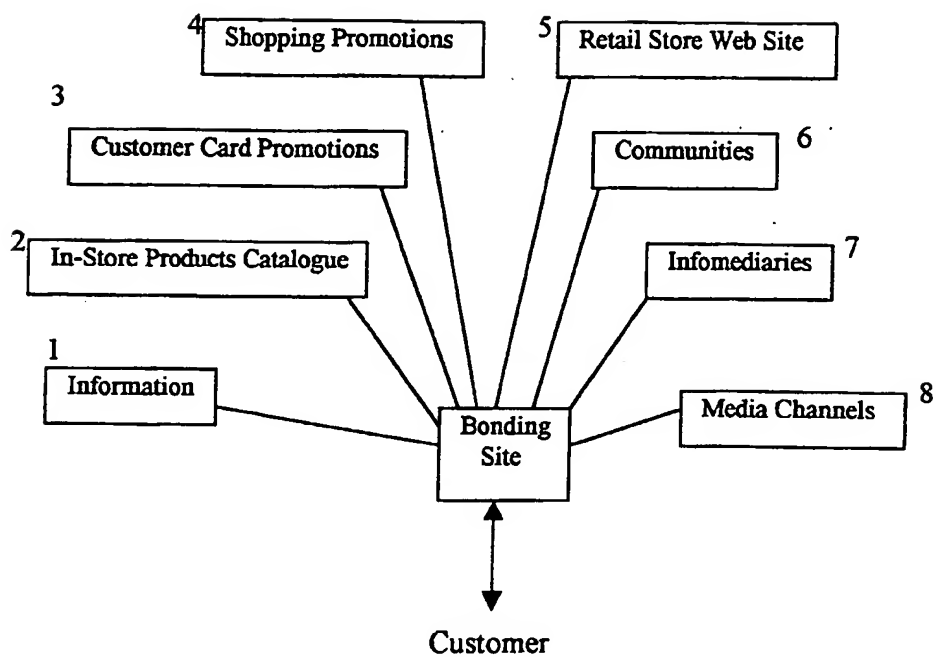 4
Shopping Promotions
5
Retail Store Web Site
3
Customer Card Promotions
Communities
6
2
In-Store Products Catalogue
Infomediaries
7
1
Information
Bonding
Site
Media Channels
8
Customer